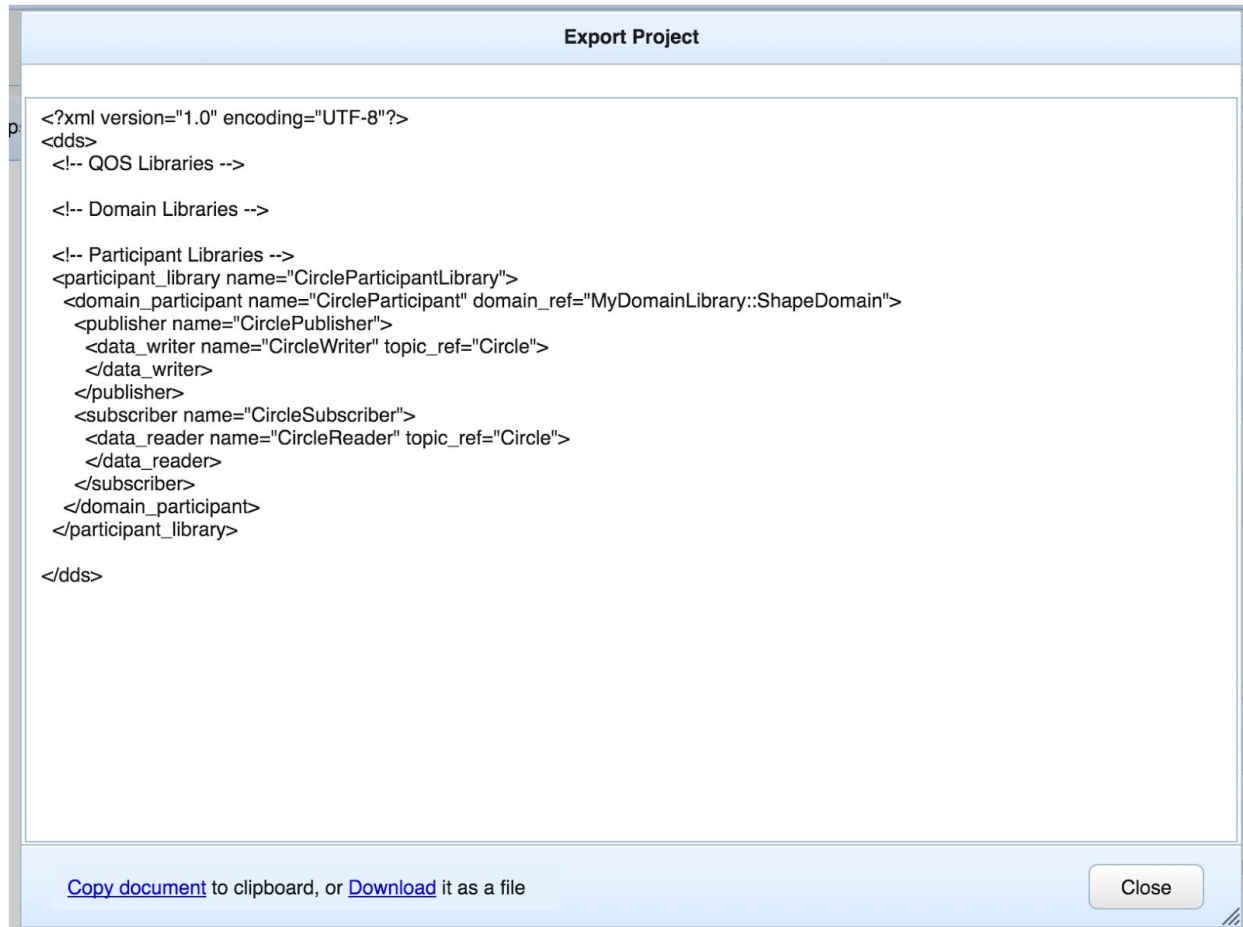 Export Project
p
<?xml version="1.0" encoding="UTF-8"?>
<dds>
<!-- QOS Libraries -->
<!-- Domain Libraries -->
<!-- Participant Libraries -->
<participant_library name="CircleParticipantLibrary">
<domain_participant name="CircleParticipant" domain_ref="MyDomainLibrary::ShapeDomain">
<publisher name="CirclePublisher">
<data_writer name="CircleWriter" topic_ref="Circle">
</data_writer>
</publisher>
<subscriber name="CircleSubscriber">
<data_reader name="CircleReader" topic_ref="Circle">
</data_reader>
</subscriber>
</domain_participant>
</participant_library>
</dds>
Copy document to clipboard, or Download it as a file
Close